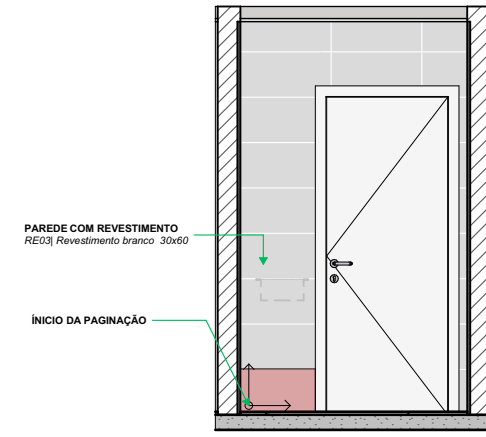 PAREDE COM REVESTIMENTO
RE03| Revestimento branco 30x60
ÍNICIO DA PAGINAÇÃO